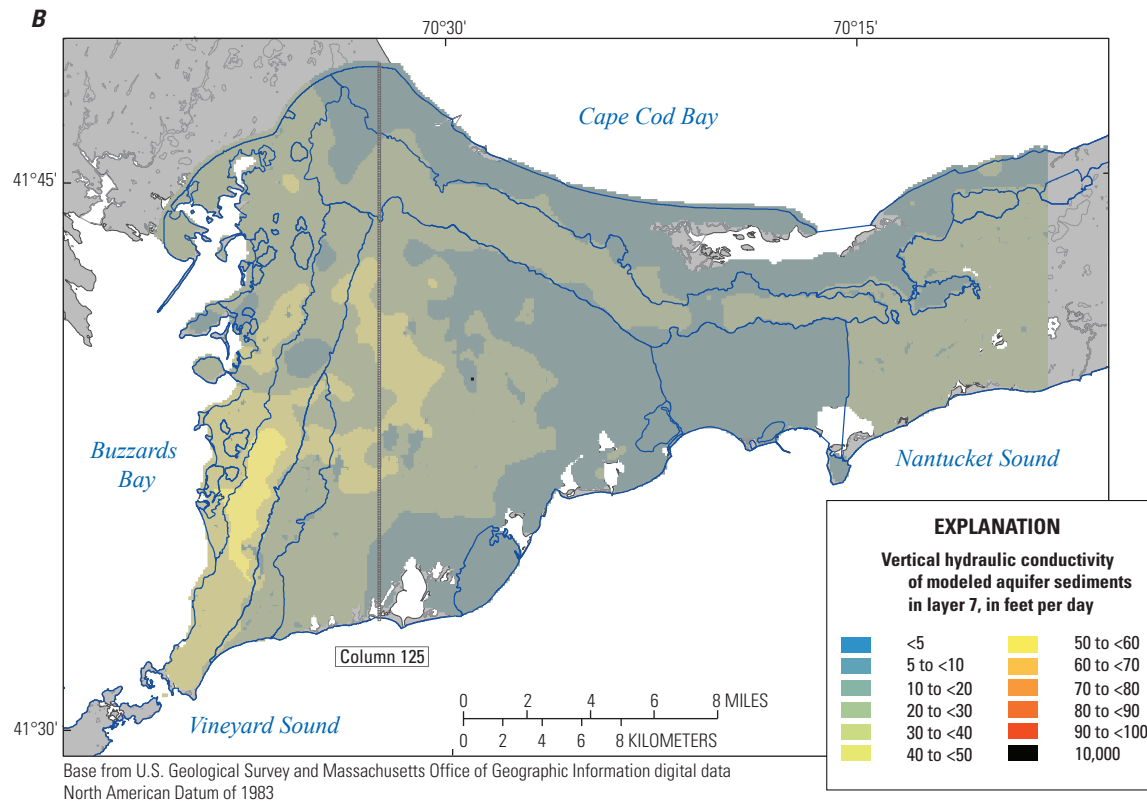 B
70°30'
70°15'
Cape Cod Bay
41°45'
Buzzards
Bay
Nantucket Sound
EXPLANATION
Vertical hydraulic conductivity
of modeled aquifer sediments
in layer 7, in feet per day
<5
5 to <10
10 to <20
20 to <30
30 to <40
40 to <50
50 to <60
60 to <70
70 to <80
80 to <90
90 to <100
10,000
Column 125
0 2 4 6 8 MILES
0 2 4 6 8 KILOMETERS
Vineyard Sound
41°30'
Base from U.S. Geological Survey and Massachusetts Office of Geographic Information digital data
North American Datum of 1983